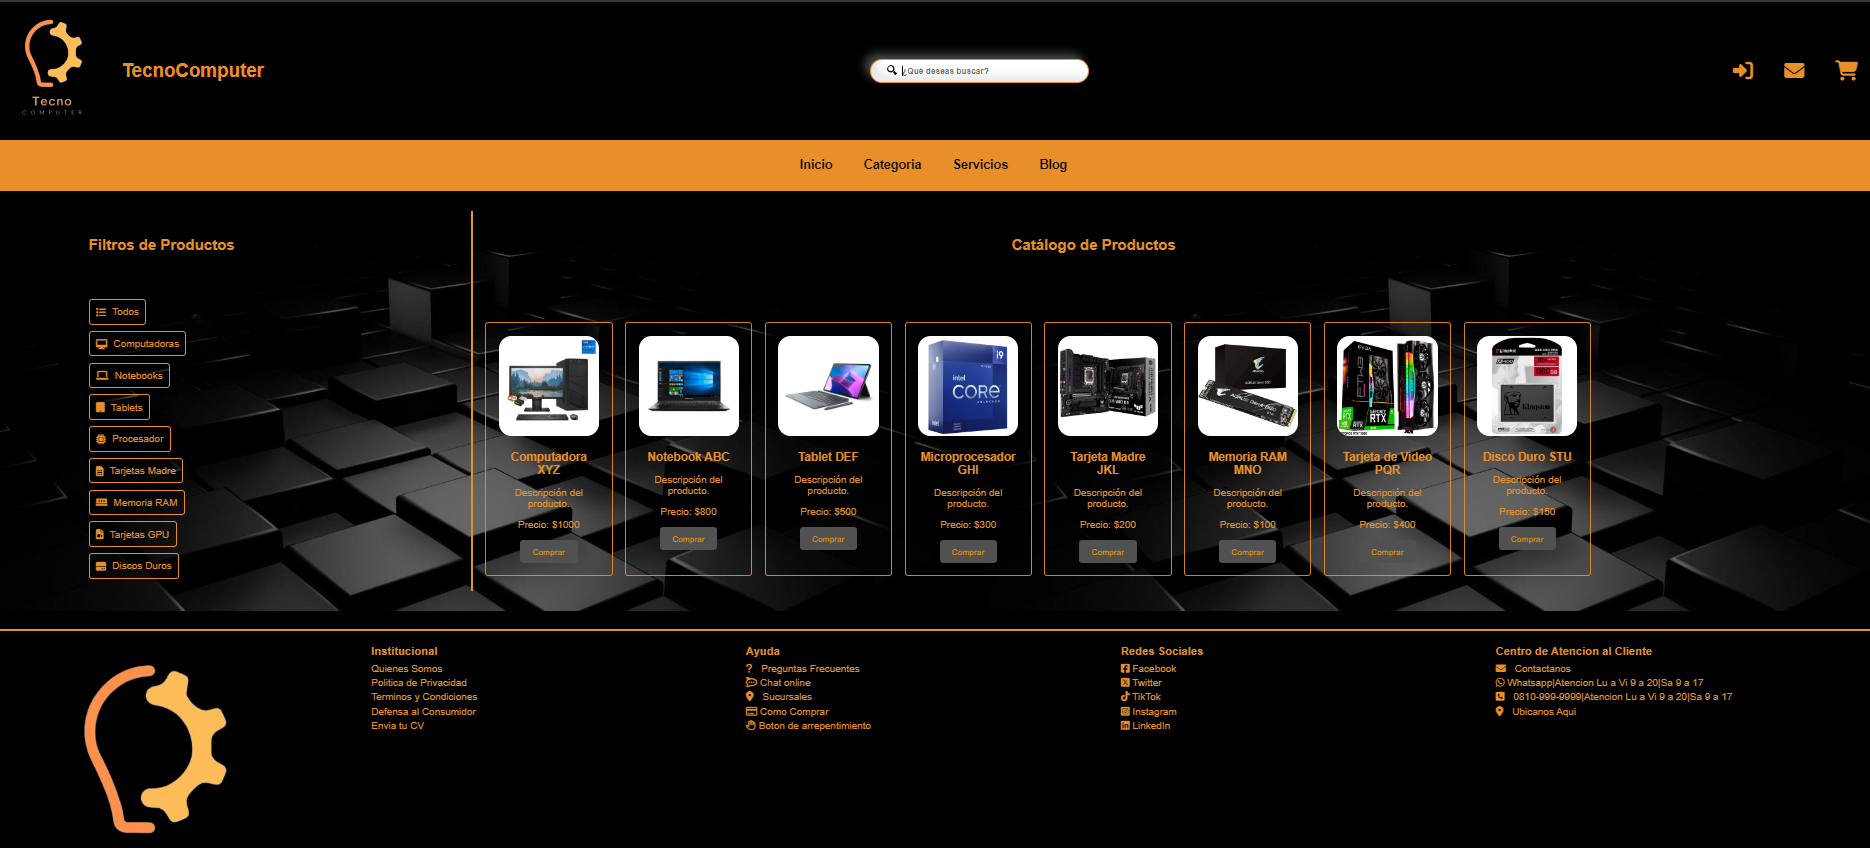 Tecno
COMPUTER
TecnoComputer
¿Qué deseas buscar?
Inicio
Categoria
Servicios
Blog
Filtros de Productos
Catálogo de Productos
Todos
Computadoras
Notebooks
Tablets
Procesador
Tarjetas Madre
Memoria RAM
Tarjetas GPU
Discos Duros
Computadora
XYZ
Descripción del
producto.
Precio: $1000
Comprar
Notebook ABC
Descripción del
producto.
Precio: $800
Comprar
Tablet DEF
Descripción del
producto.
Precio: $500
Comprar
i9
intel
CORE
Microprocesador
GHI
Descripción del
producto.
Precio: $300
Comprar
Tarjeta Madre
JKL
Descripción del
producto.
Precio: $200
Comprar
Memoria RAM
MNO
Descripción del
producto.
Precio: $100
Comprar
EVGA
RTX
Tarjeta de Video
PQR
Descripción del
producto.
Precio: $400
Comprar
Kingston
Disco Duro STU
Descripción del
producto.
Precio: $150
Comprar
Institucional
Quienes Somos
Politica de Privacidad
Terminos y Condiciones
Defensa al Consumidor
Envia tu CV
Ayuda
Preguntas Frecuentes
Chat online
Sucursales
Como Comprar
Boton de arrepentimiento
Redes Sociales
Facebook
Twitter
TikTok
Instagram
LinkedIn
Centro de Atencion al Cliente
Contactanos
Whatsapp|Atencion Lu a Vi 9 a 20|Sa 9 a 17
0810-999-9999|Atencion Lu a Vi 9 a 20|Sa 9 a 17
Ubicanos Aqui